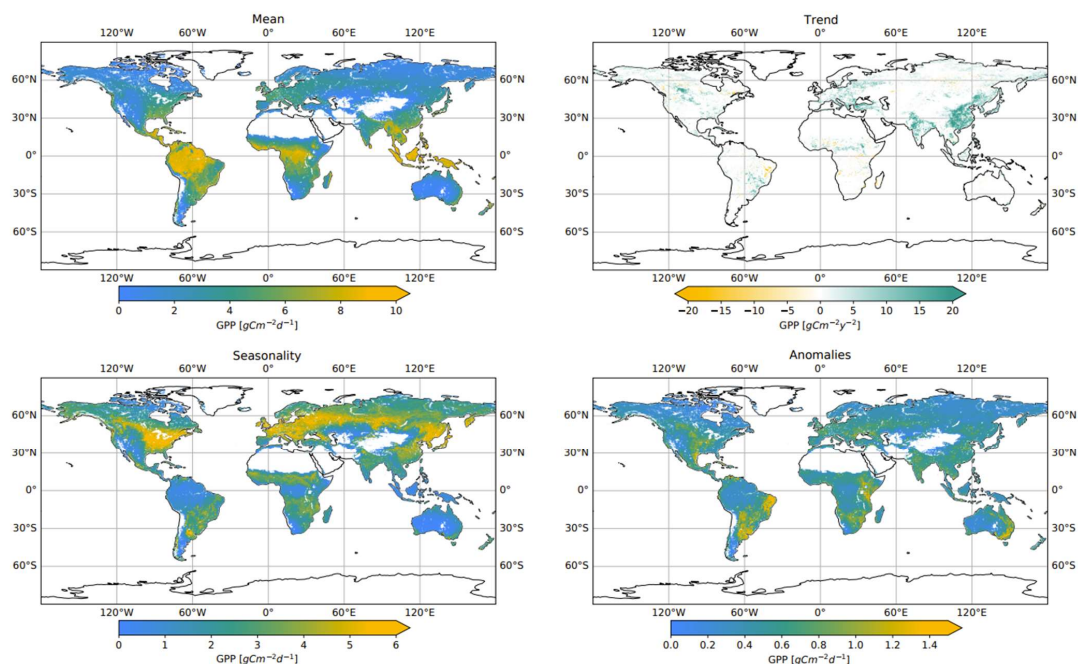 Mean
120°W 60°W 0° 60°E 120°E
60°N 60°N
30°N 30°N
0° 0°
30°S 30°S
60°S 60°S
120°W 60°W 0° 60°E 120°E
0 2 4 6 8 10
GPP [gCm⁻²d⁻¹]
Trend
120°W 60°W 0° 60°E 120°E
60°N 60°N
30°N 30°N
0° 0°
30°S 30°S
60°S 60°S
120°W 60°W 0° 60°E 120°E
−20 −15 −10 −5 0 5 10 15 20
GPP [gCm⁻²y⁻²]
Seasonality
120°W 60°W 0° 60°E 120°E
60°N 60°N
30°N 30°N
0° 0°
30°S 30°S
60°S 60°S
120°W 60°W 0° 60°E 120°E
0 1 2 3 4 5 6
GPP [gCm⁻²d⁻¹]
Anomalies
120°W 60°W 0° 60°E 120°E
60°N 60°N
30°N 30°N
0° 0°
30°S 30°S
60°S 60°S
120°W 60°W 0° 60°E 120°E
0.0 0.2 0.4 0.6 0.8 1.0 1.2 1.4
GPP [gCm⁻²d⁻¹]